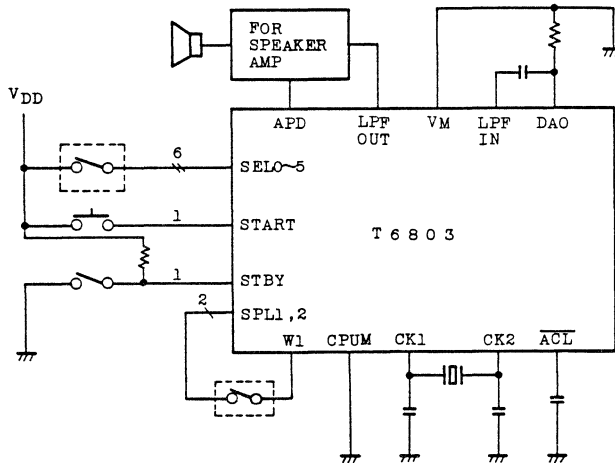 FOR
SPEAKER
AMP
VDD
APD
LPF
OUT
VM
LPF
IN
DAO
6
SEL0~5
1
START
T6803
1
STBY
2
SPL1,2
W1
CPUM
CK1
CK2
ACL